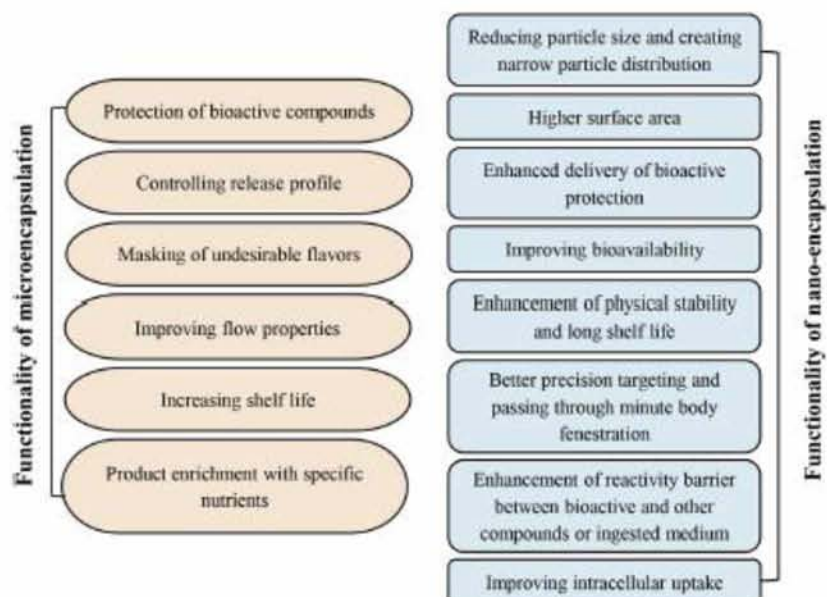 Functionality of microencapsulation
Protection of bioactive compounds
Controlling release profile
Masking of undesirable flavors
Improving flow properties
Increasing shelf life
Product enrichment with specific
nutrients
Reducing particle size and creating
narrow particle distribution
Higher surface area
Enhanced delivery of bioactive
protection
Improving bioavailability
Enhancement of physical stability
and long shelf life
Better precision targeting and
passing through minute body
fenestration
Enhancement of reactivity barrier
between bioactive and other
compounds or ingested medium
Improving intracellular uptake
Functionality of nano-encapsulation